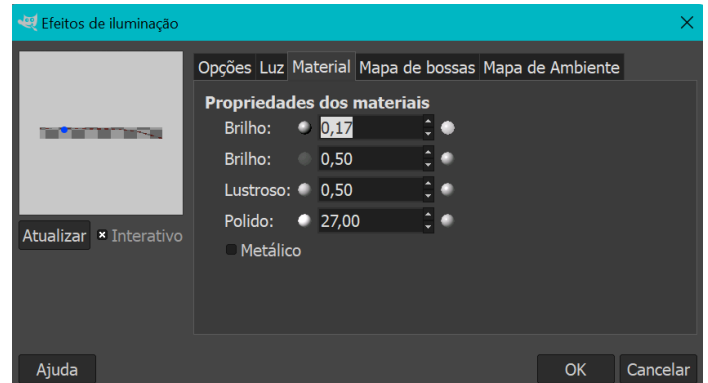 Efeitos de iluminação
Opções Luz Material Mapa de bossas Mapa de Ambiente
Propriedades dos materiais
Brilho: 0,17
Brilho: 0,50
Lustroso: 0,50
Polido: 27,00
Metálico
Atualizar Interativo
Ajuda OK Cancelar